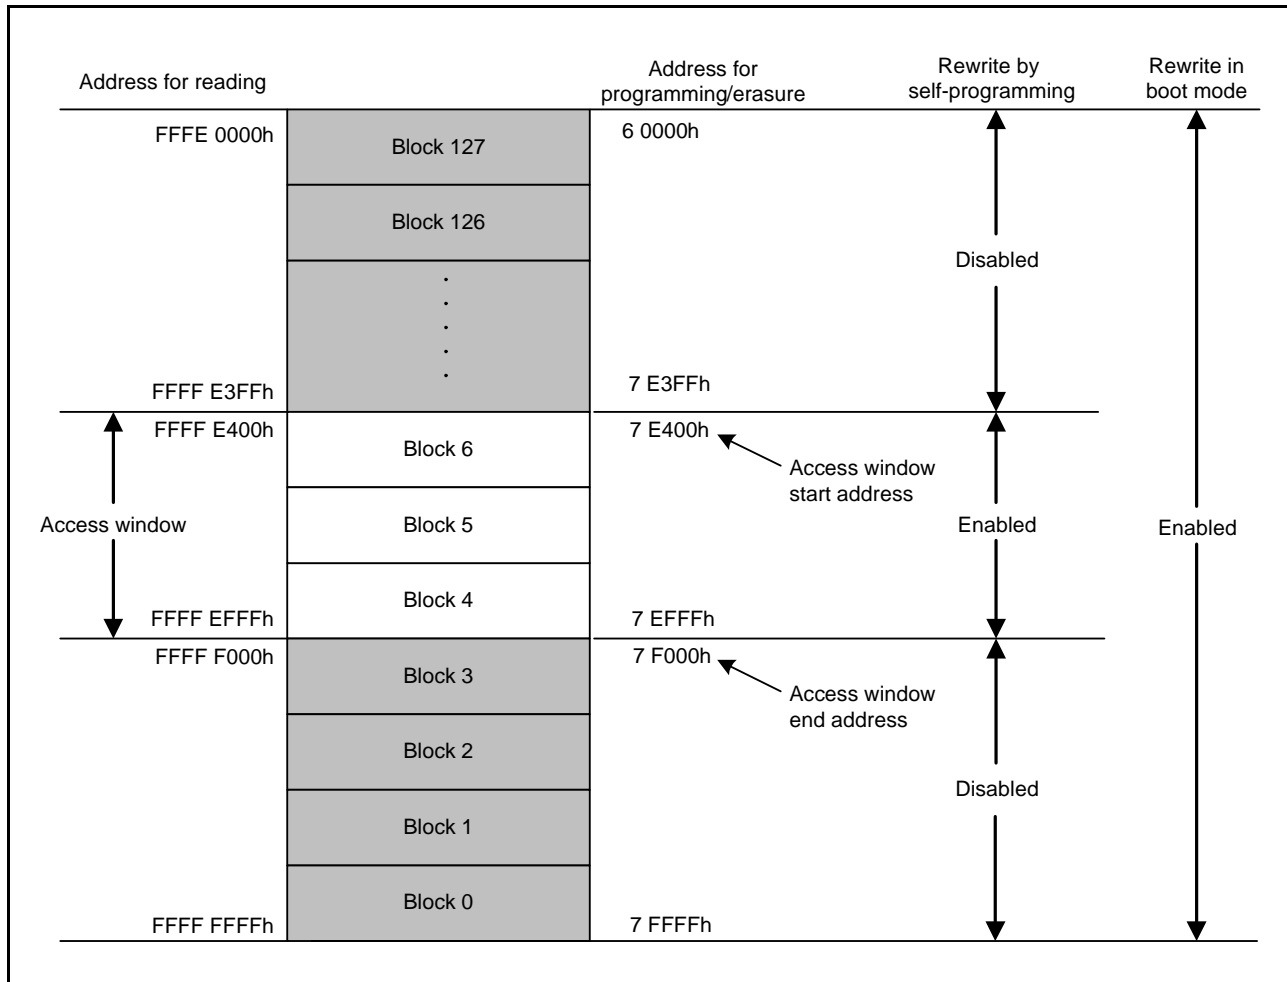 Address for reading
Address for
programming/erasure
Rewrite by
self-programming
Rewrite in
boot mode
FFFE 0000h
Block 127
6 0000h
Block 126
Disabled
FFFF E3FFh
7 E3FFh
FFFF E400h
Block 6
7 E400h
Access window
start address
Access window
Block 5
Enabled
Enabled
Block 4
FFFF EFFFh
7 EFFFh
FFFF F000h
Block 3
7 F000h
Access window
end address
Block 2
Disabled
Block 1
Block 0
FFFF FFFFh
7 FFFFh